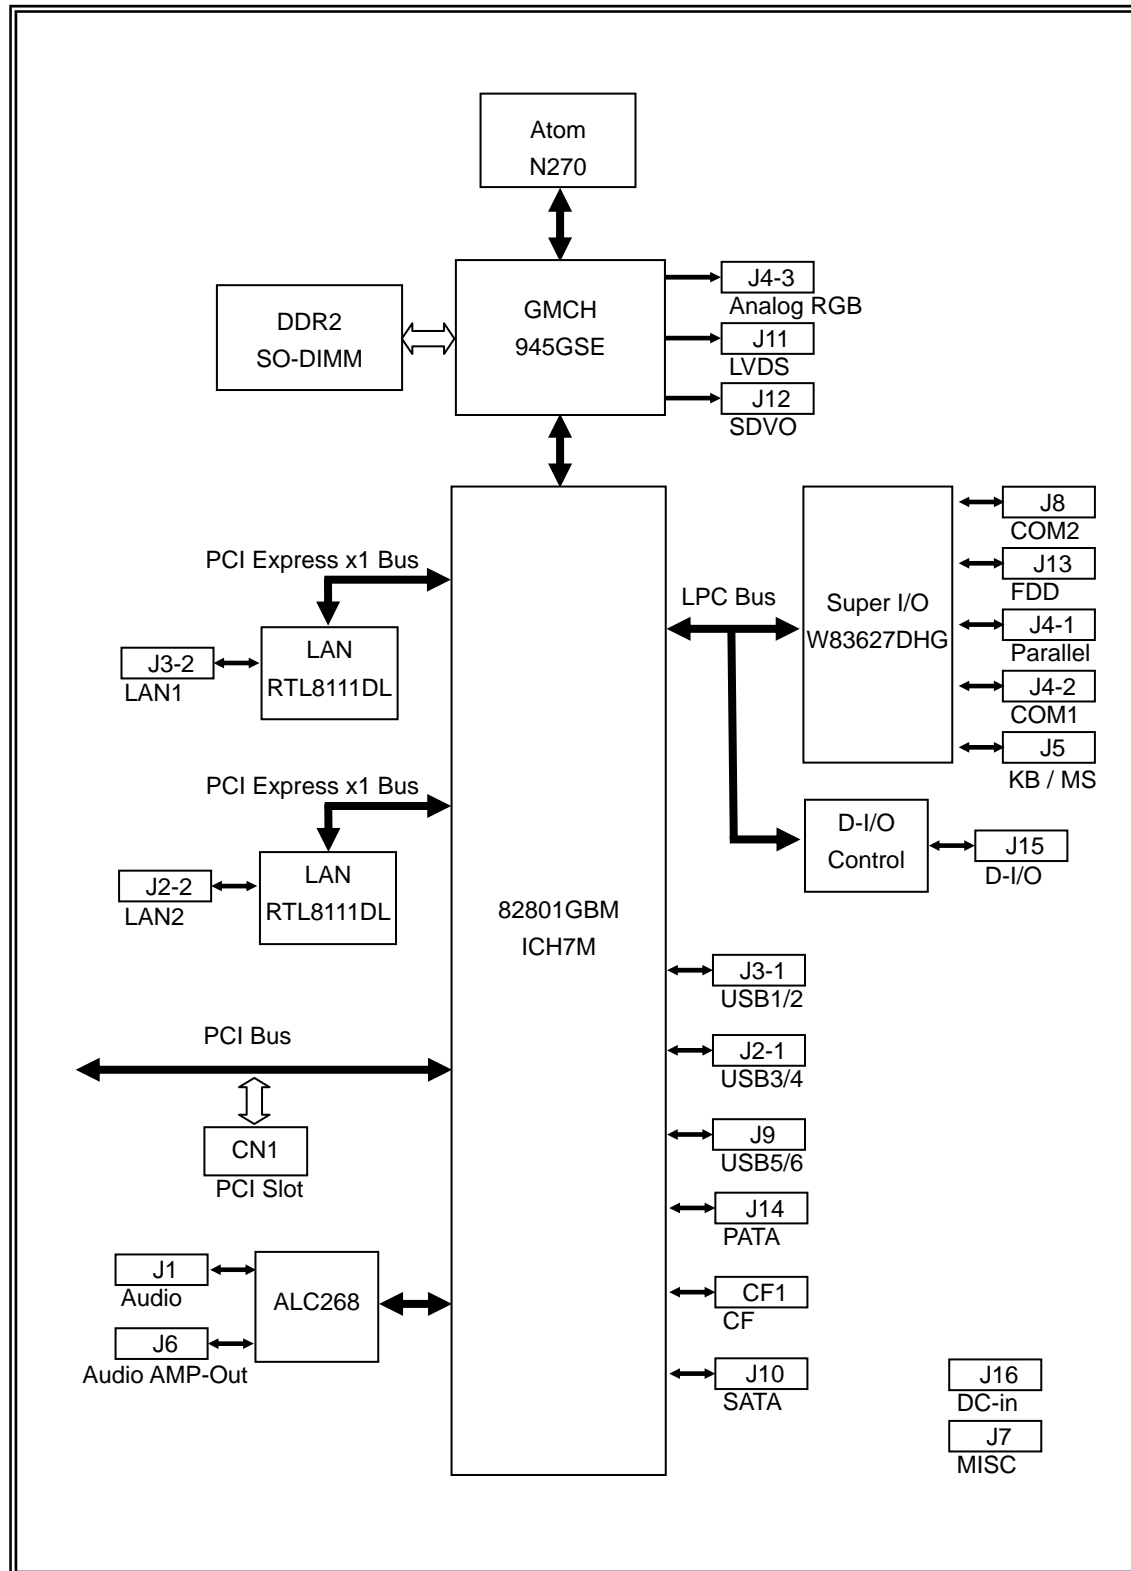 Atom
N270
GMCH
945GSE
DDR2
SO-DIMM
J4-3
Analog RGB
J11
LVDS
J12
SDVO
PCI Express x1 Bus
LAN
RTL8111DL
J3-2
LAN1
PCI Express x1 Bus
LAN
RTL8111DL
J2-2
LAN2
82801GBM
ICH7M
LPC Bus
Super I/O
W83627DHG
J8
COM2
J13
FDD
J4-1
Parallel
J4-2
COM1
J5
KB / MS
D-I/O
Control
J15
D-I/O
J3-1
USB1/2
J2-1
USB3/4
J9
USB5/6
J14
PATA
CF1
CF
J10
SATA
PCI Bus
CN1
PCI Slot
J1
Audio
ALC268
J6
Audio AMP-Out
J16
DC-in
J7
MISC